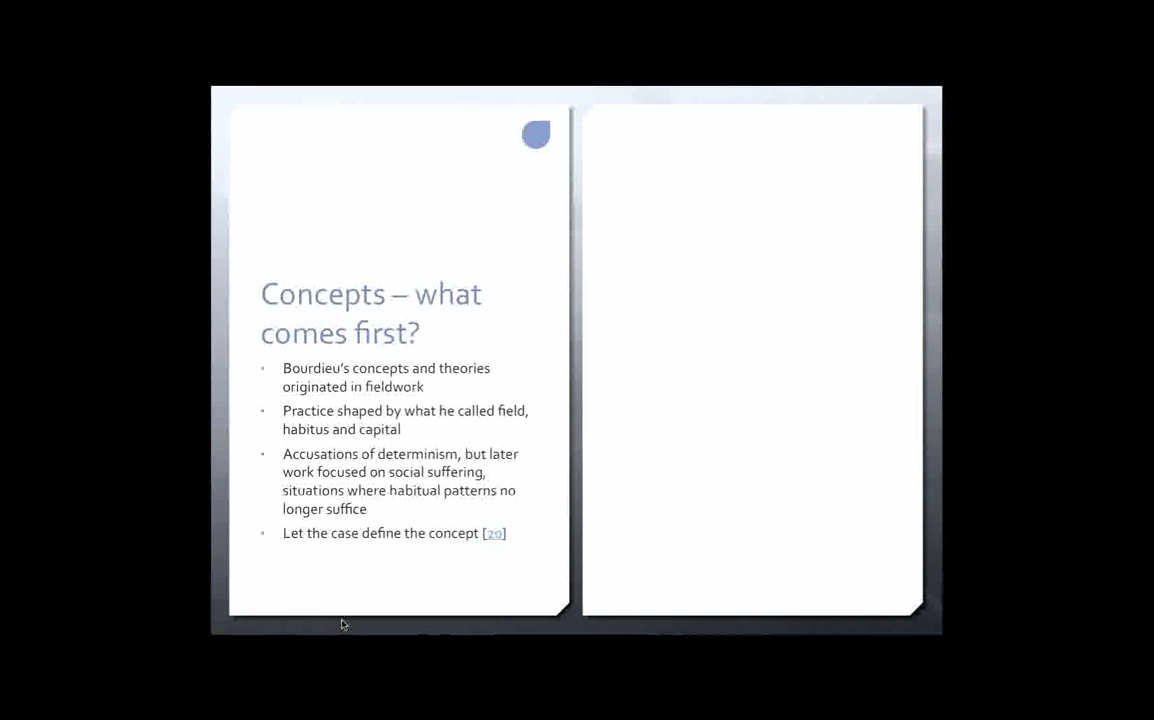 Concepts – what
comes first?
• Bourdieu's concepts and theories
originated in fieldwork
• Practice shaped by what he called field,
habitus and capital
• Accusations of determinism, but later
work focused on social suffering,
situations where habitual patterns no
longer suffice
• Let the case define the concept [20]